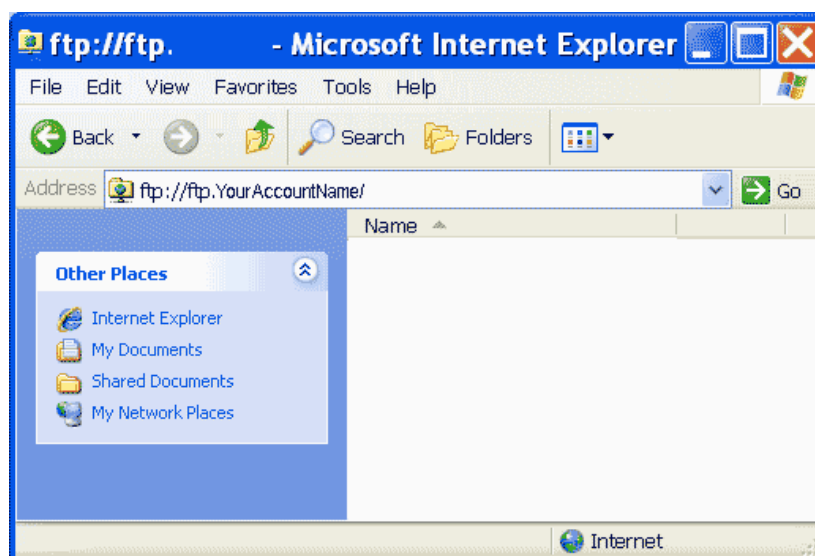 ftp://ftp. - Microsoft Internet Explorer
File Edit View Favorites Tools Help
Back Search Folders
Address ftp://ftp.YourAccountName/ Go
Name
Other Places
Internet Explorer
My Documents
Shared Documents
My Network Places
Internet